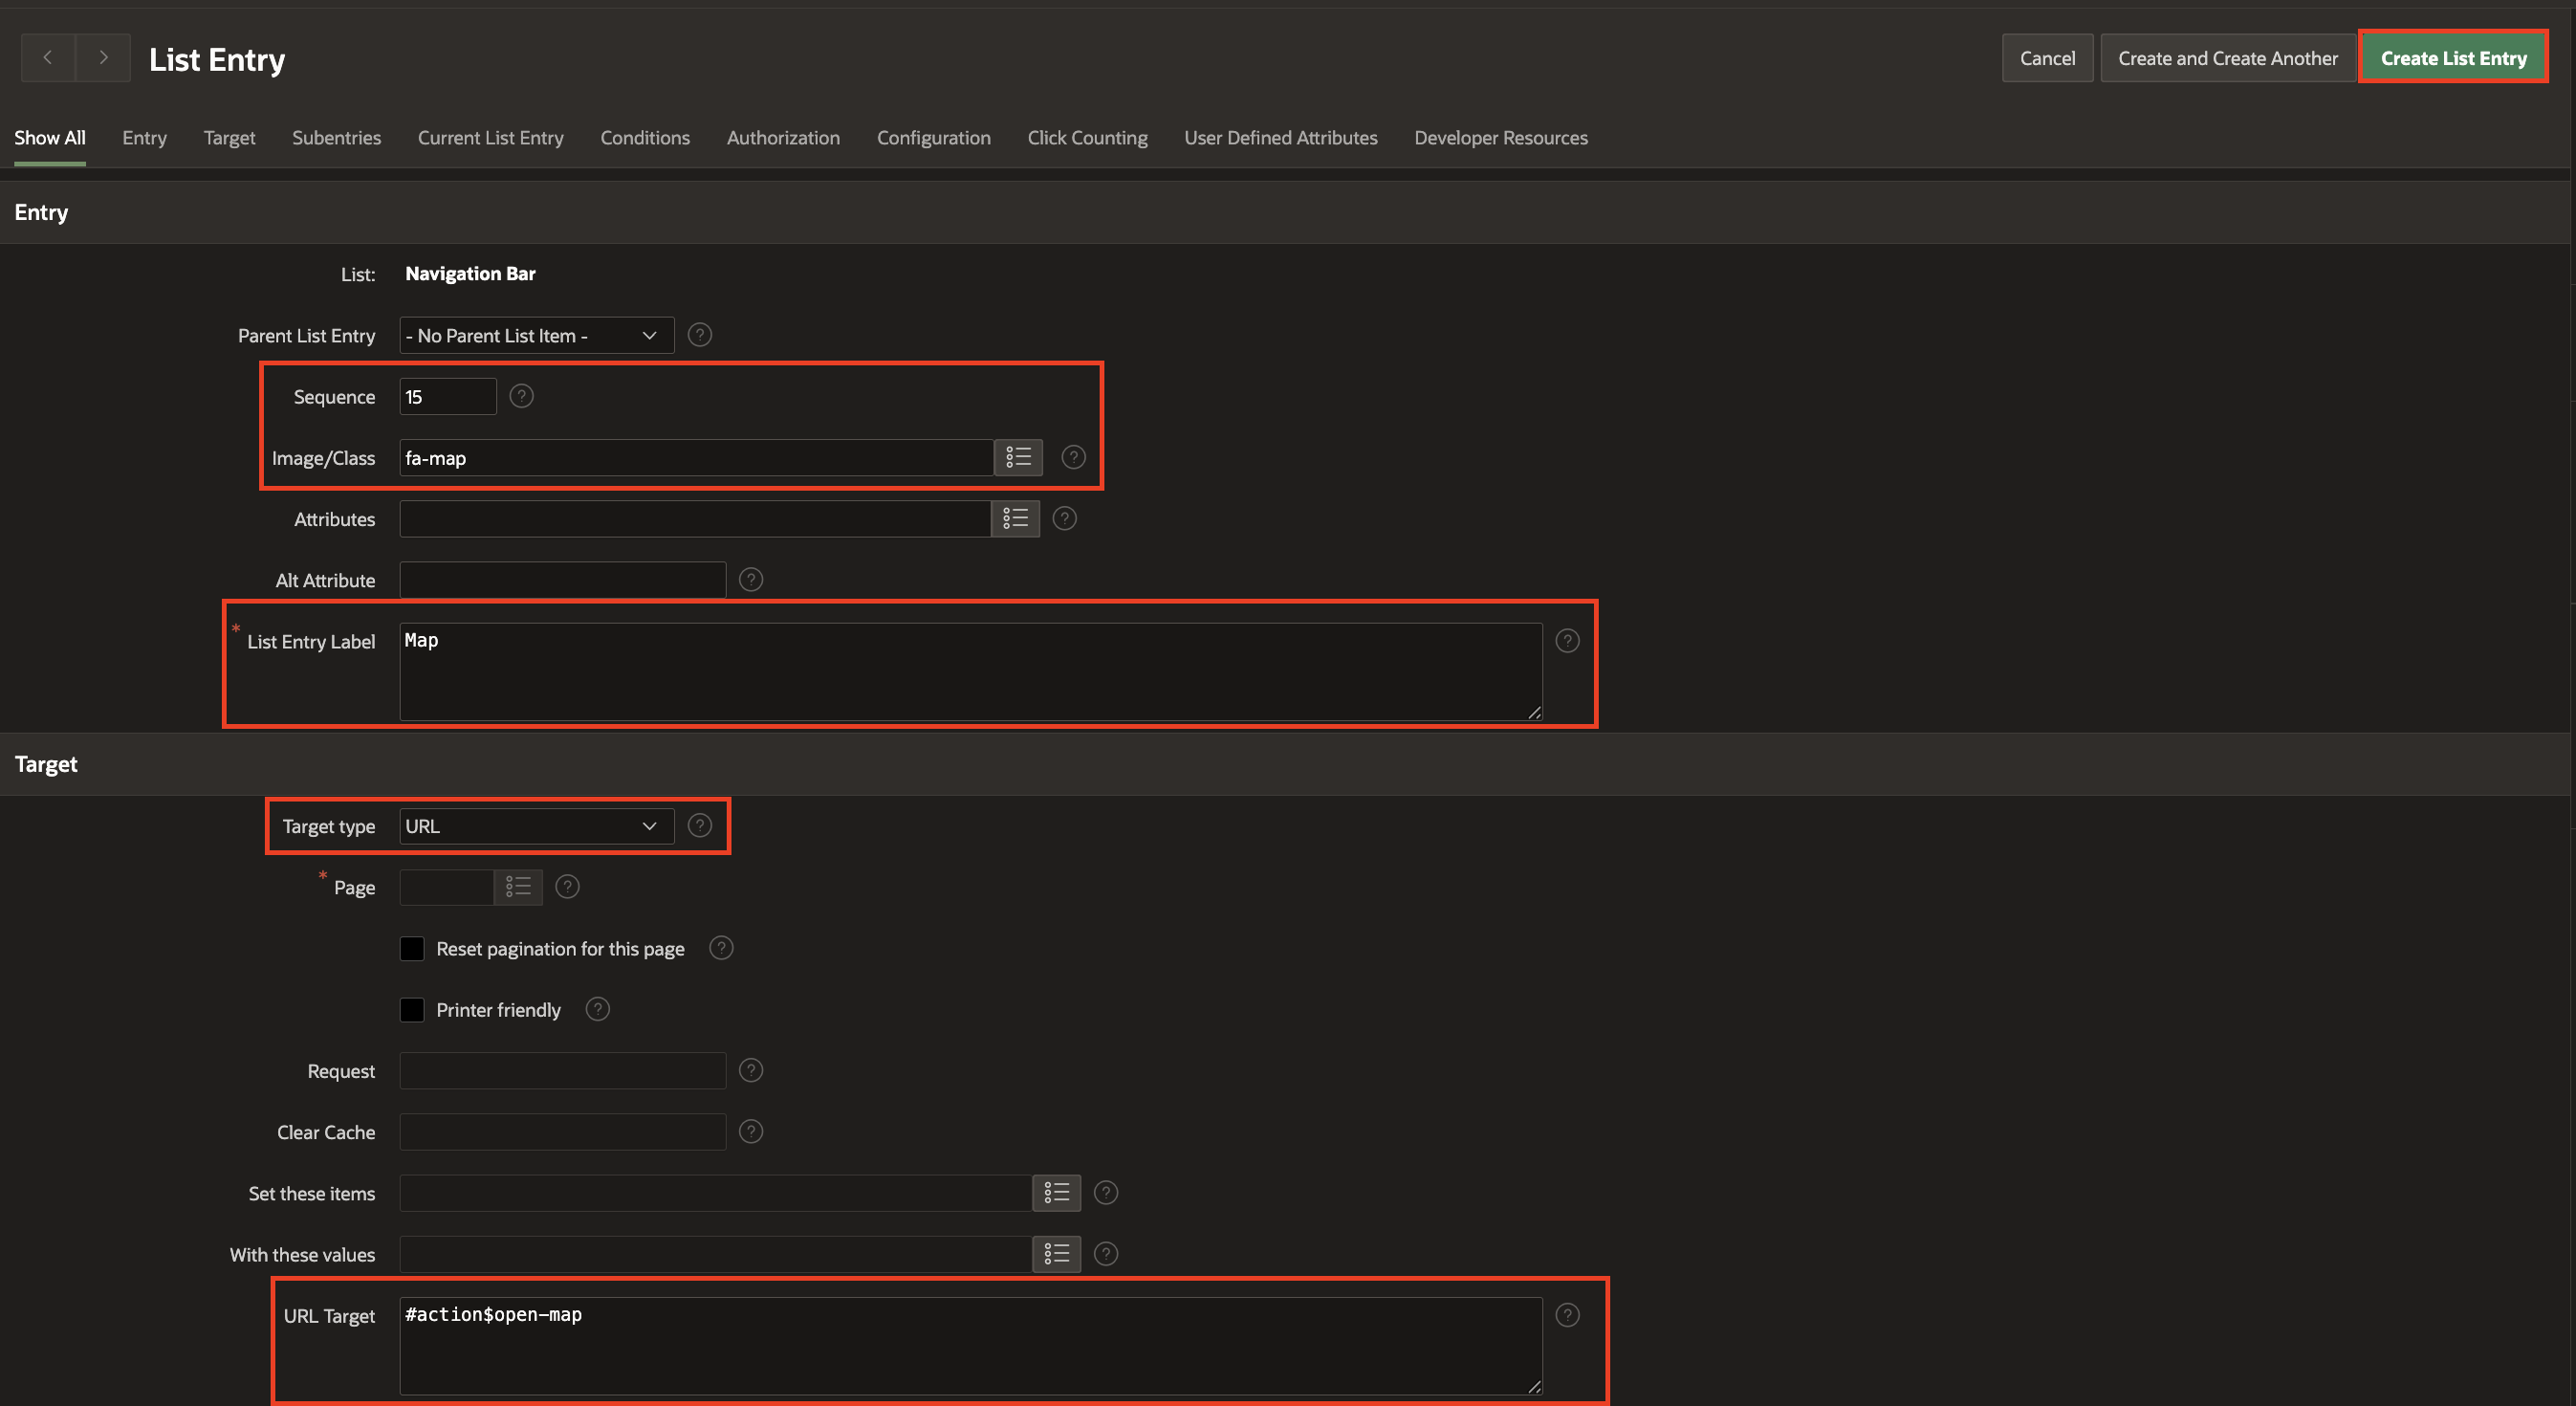 List Entry
Cancel
Create and Create Another
Create List Entry
Show All
Entry
Target
Subentries
Current List Entry
Conditions
Authorization
Configuration
Click Counting
User Defined Attributes
Developer Resources
Entry
List: Navigation Bar
Parent List Entry - No Parent List Item - ?
Sequence 15 ?
Image/Class fa-map ?
Attributes ?
Alt Attribute ?
* List Entry Label Map ?
Target
Target type URL ?
* Page ?
Reset pagination for this page ?
Printer friendly ?
Request ?
Clear Cache ?
Set these items ?
With these values ?
URL Target #action$open-map ?